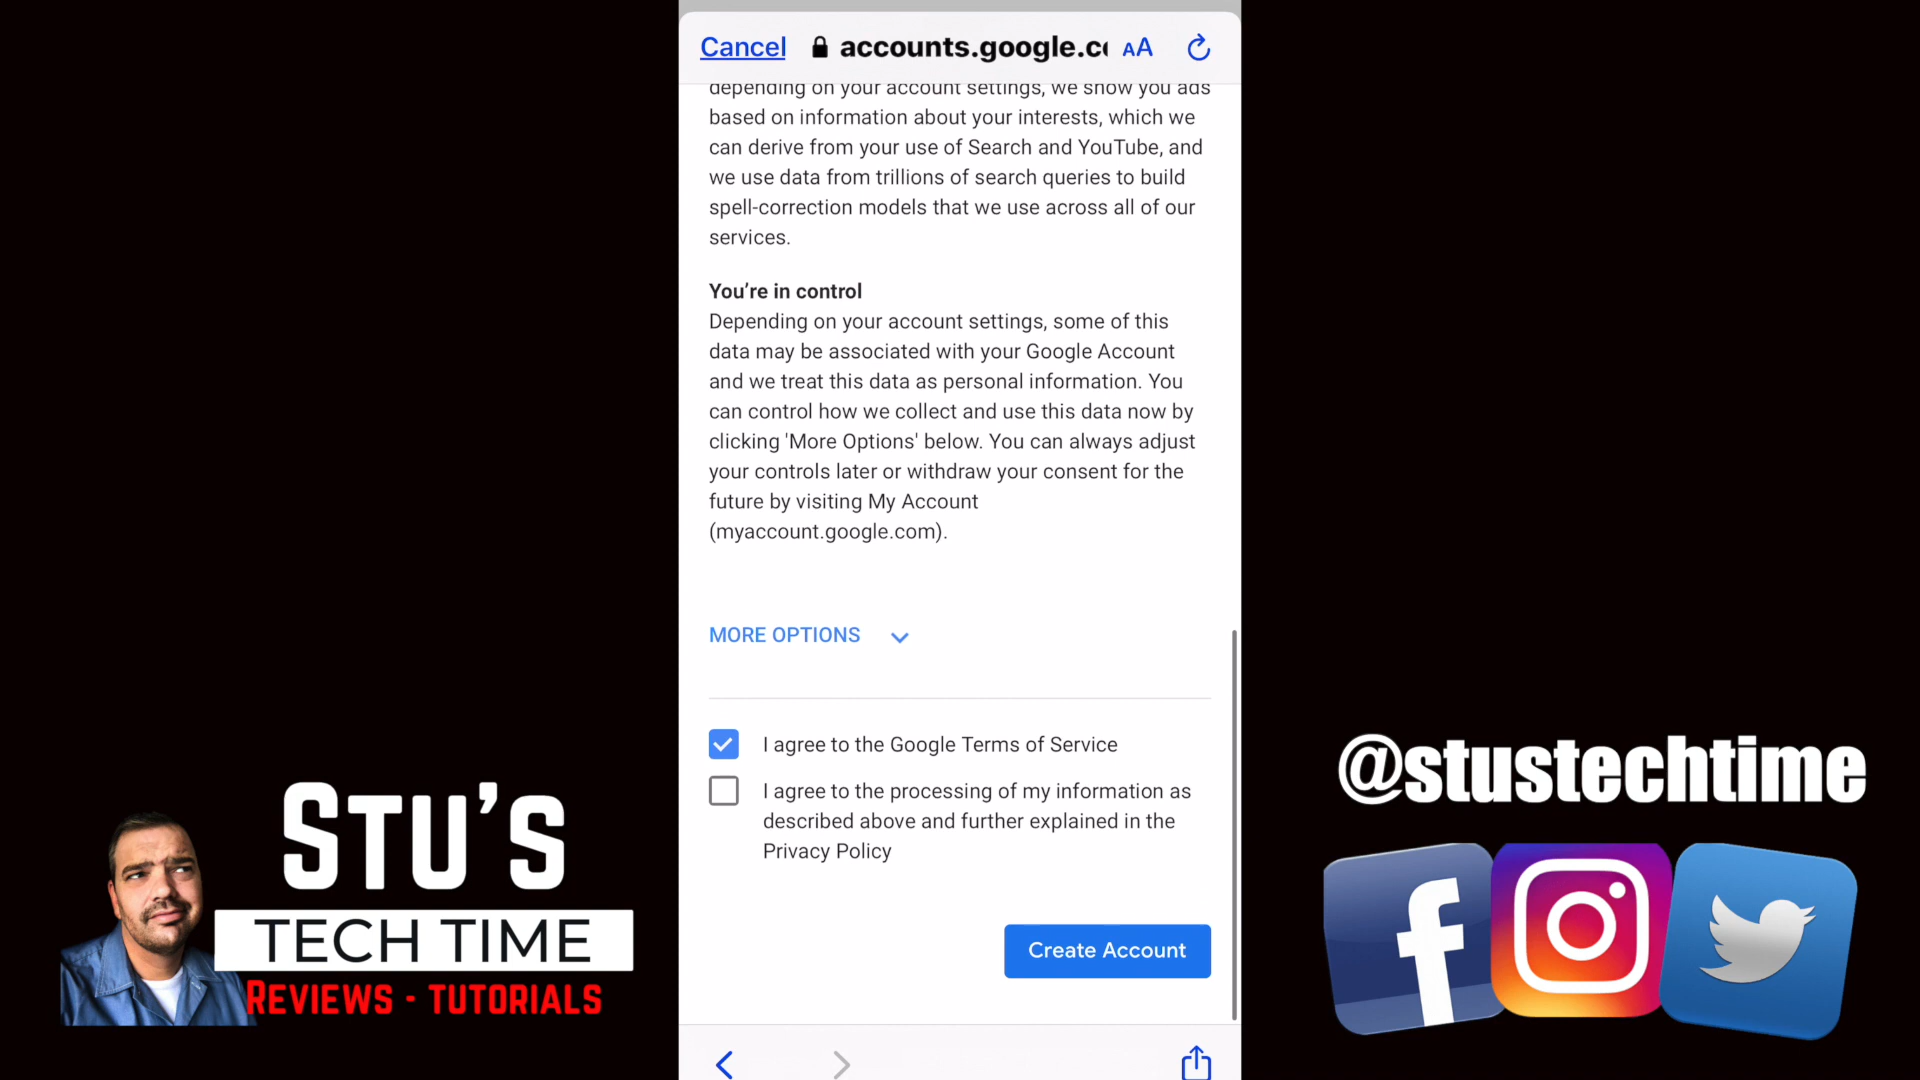 Cancel accounts.google.c AA
depending on your account settings, we show you ads
based on information about your interests, which we
can derive from your use of Search and YouTube, and
we use data from trillions of search queries to build
spell-correction models that we use across all of our
services.
You’re in control
Depending on your account settings, some of this
data may be associated with your Google Account
and we treat this data as personal information. You
can control how we collect and use this data now by
clicking 'More Options' below. You can always adjust
your controls later or withdraw your consent for the
future by visiting My Account
(myaccount.google.com).
MORE OPTIONS
I agree to the Google Terms of Service
I agree to the processing of my information as
described above and further explained in the
Privacy Policy
Create Account
STU’S
TECH TIME
REVIEWS - TUTORIALS
@stustechtime
f